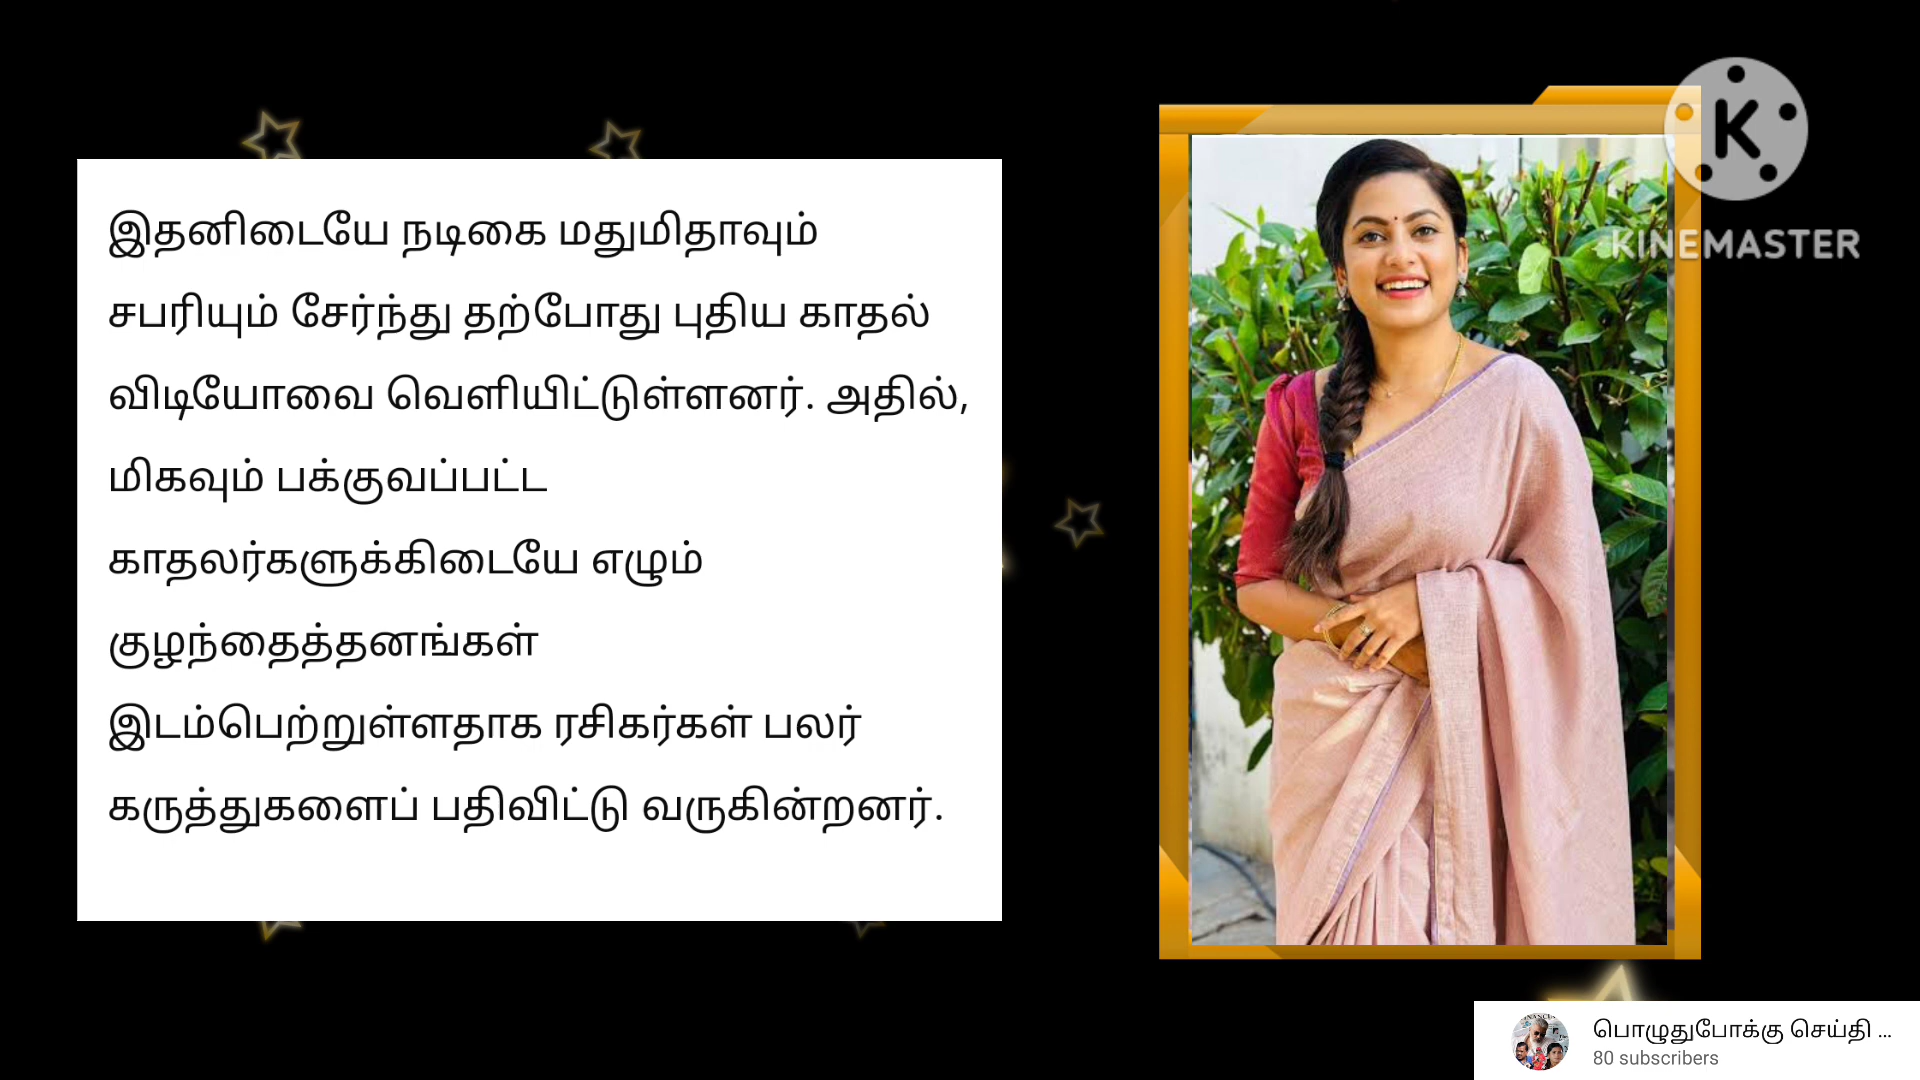 இதனிடையே நடிகை மதுமிதாவும்
சபரியும் சேர்ந்து தற்போது புதிய காதல்
விடியோவை வெளியிட்டுள்ளனர். அதில்,
மிகவும் பக்குவப்பட்ட
காதலர்களுக்கிடையே எழும்
குழந்தைத்தனங்கள்
இடம்பெற்றுள்ளதாக ரசிகர்கள் பலர்
கருத்துகளைப் பதிவிட்டு வருகின்றனர்.
K
KINEMASTER
பொழுதுபோக்கு செய்தி ...
80 subscribers